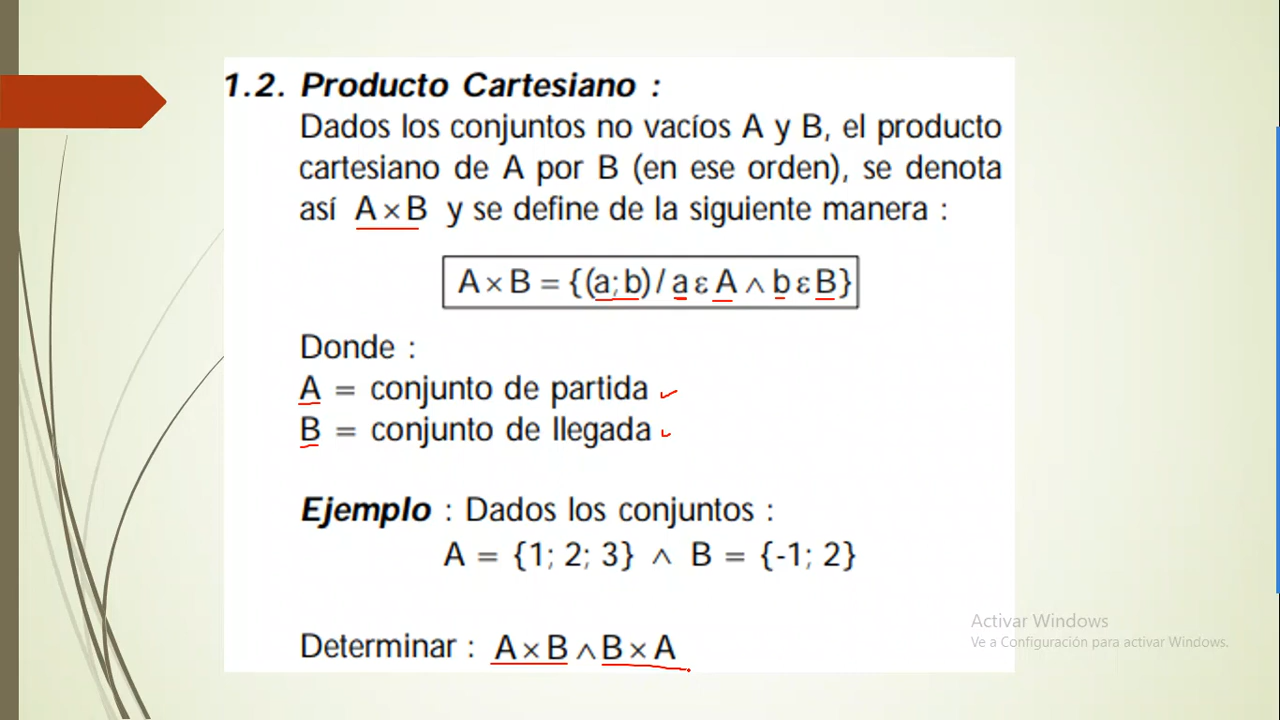 1.2. Producto Cartesiano :
Dados los conjuntos no vacíos A y B, el producto
cartesiano de A por B (en ese orden), se denota
así A × B y se define de la siguiente manera :
A × B = {(a; b) / a ε A ∧ b ε B}
Donde :
A = conjunto de partida
B = conjunto de llegada
Ejemplo : Dados los conjuntos :
A = {1; 2; 3} ∧ B = {-1; 2}
Determinar : A × B ∧ B × A
Activar Windows
Ve a Configuración para activar Windows.